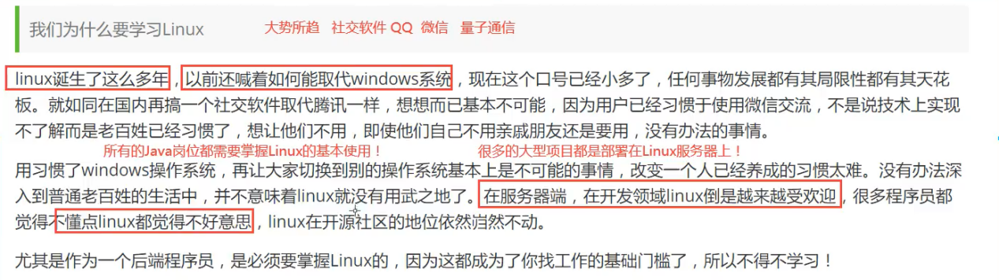 我们为什么要学习Linux 大势所趋 社交软件 QQ 微信 量子通信
linux诞生了这么多年，以前还喊着如何能取代windows系统，现在这个口号已经小多了，任何事物发展都有其局限性都有其天花
板。就如同在国内再搞一个社交软件取代腾讯一样，想想而已基本不可能，因为用户已经习惯于使用微信交流，不是说技术上实现
不了解而是老百姓已经习惯了，想让他们不用，即使他们自己不用亲戚朋友还是要用，没有办法的事情。
所有的Java岗位都需要掌握Linux的基本使用！ 很多的大型项目都是部署在Linux服务器上！
用习惯了windows操作系统，再让大家切换到别的操作系统基本上是不可能的事情，改变一个人已经养成的习惯太难。没有办法深
入到普通老百姓的生活中，并不意味着linux就没有用武之地了。在服务器端，在开发领域linux倒是越来越受欢迎，很多程序员都
觉得不懂点linux都觉得不好意思，linux在开源社区的地位依然岿然不动。
尤其是作为一个后端程序员，是必须要掌握Linux的，因为这都成为了你找工作的基础门槛了，所以不得不学习！